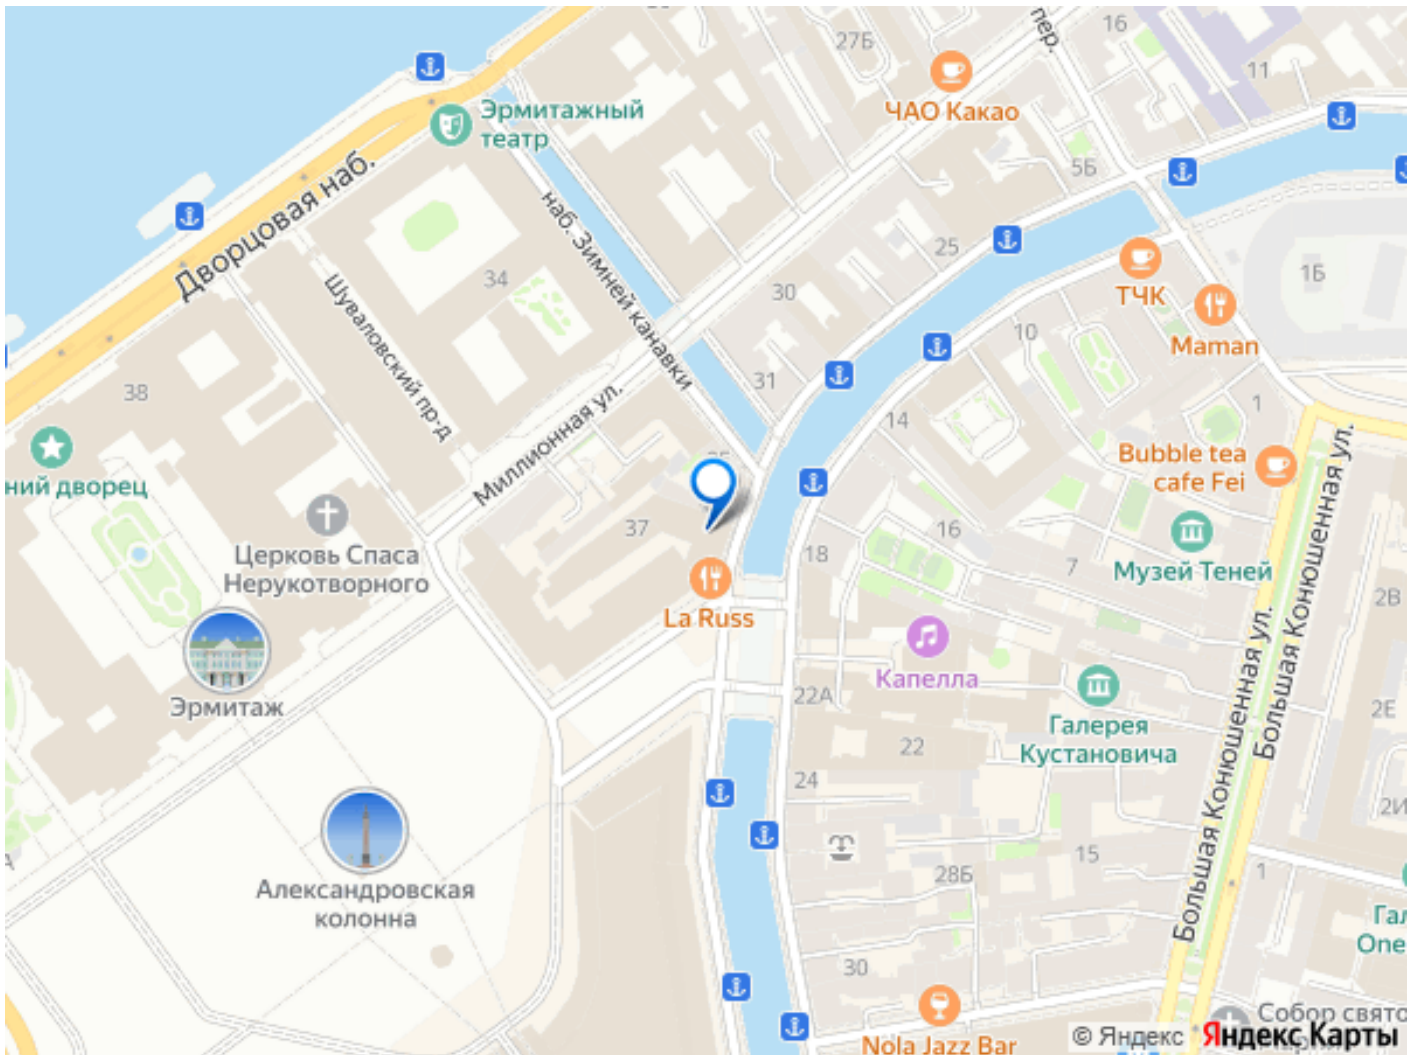 пер.
16
27Б
11
ЧАО Какао
Эрмитажный
театр
5Б
Дворцовая наб.
наб. Зимней канавки
25
1Б
34
30
ТЧК
Шуваловский пр-д
10
Maman
31
38
Миллионная ул.
14
1
Большая Конюшенная ул.
Bubble tea
cafe Fei
ний дворец
37
16
Церковь Спаса
Нерукотворного
18
7
Музей Теней
2В
La Russ
Капелла
22А
Эрмитаж
2Е
Галерея
Кустановича
22
24
Большая Конюшенная ул.
2И
15
28Б
1
Александровская
колонна
Гал
One
30
Nola Jazz Bar
Собор свято
© Яндекс
Яндекс Карты